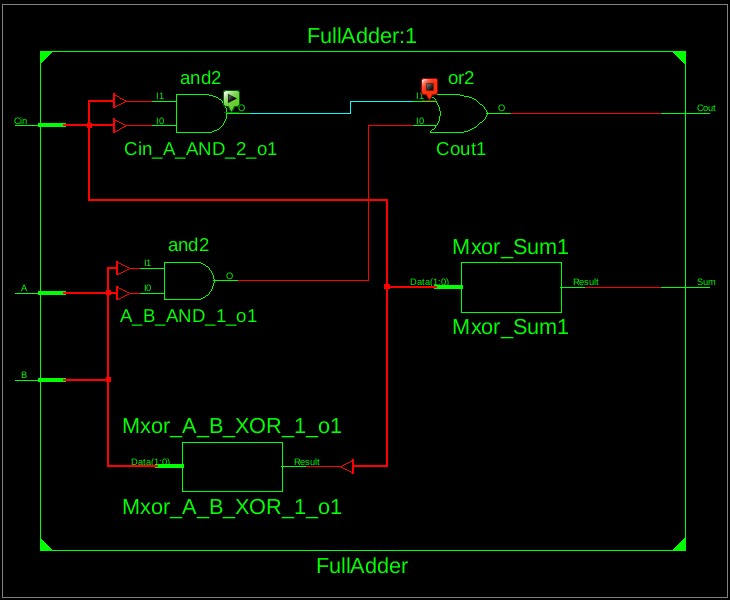 FullAdder:1
and2
or2
I1
O
I1
Cin
I0
I0
O
Cout
Cin_A_AND_2_o1
Cout1
and2
Mxor_Sum1
I1
O
A
I0
Data(1:0)
Result
Sum
A_B_AND_1_o1
Mxor_Sum1
B
Mxor_A_B_XOR_1_o1
Data(1:0)
Result
Mxor_A_B_XOR_1_o1
FullAdder